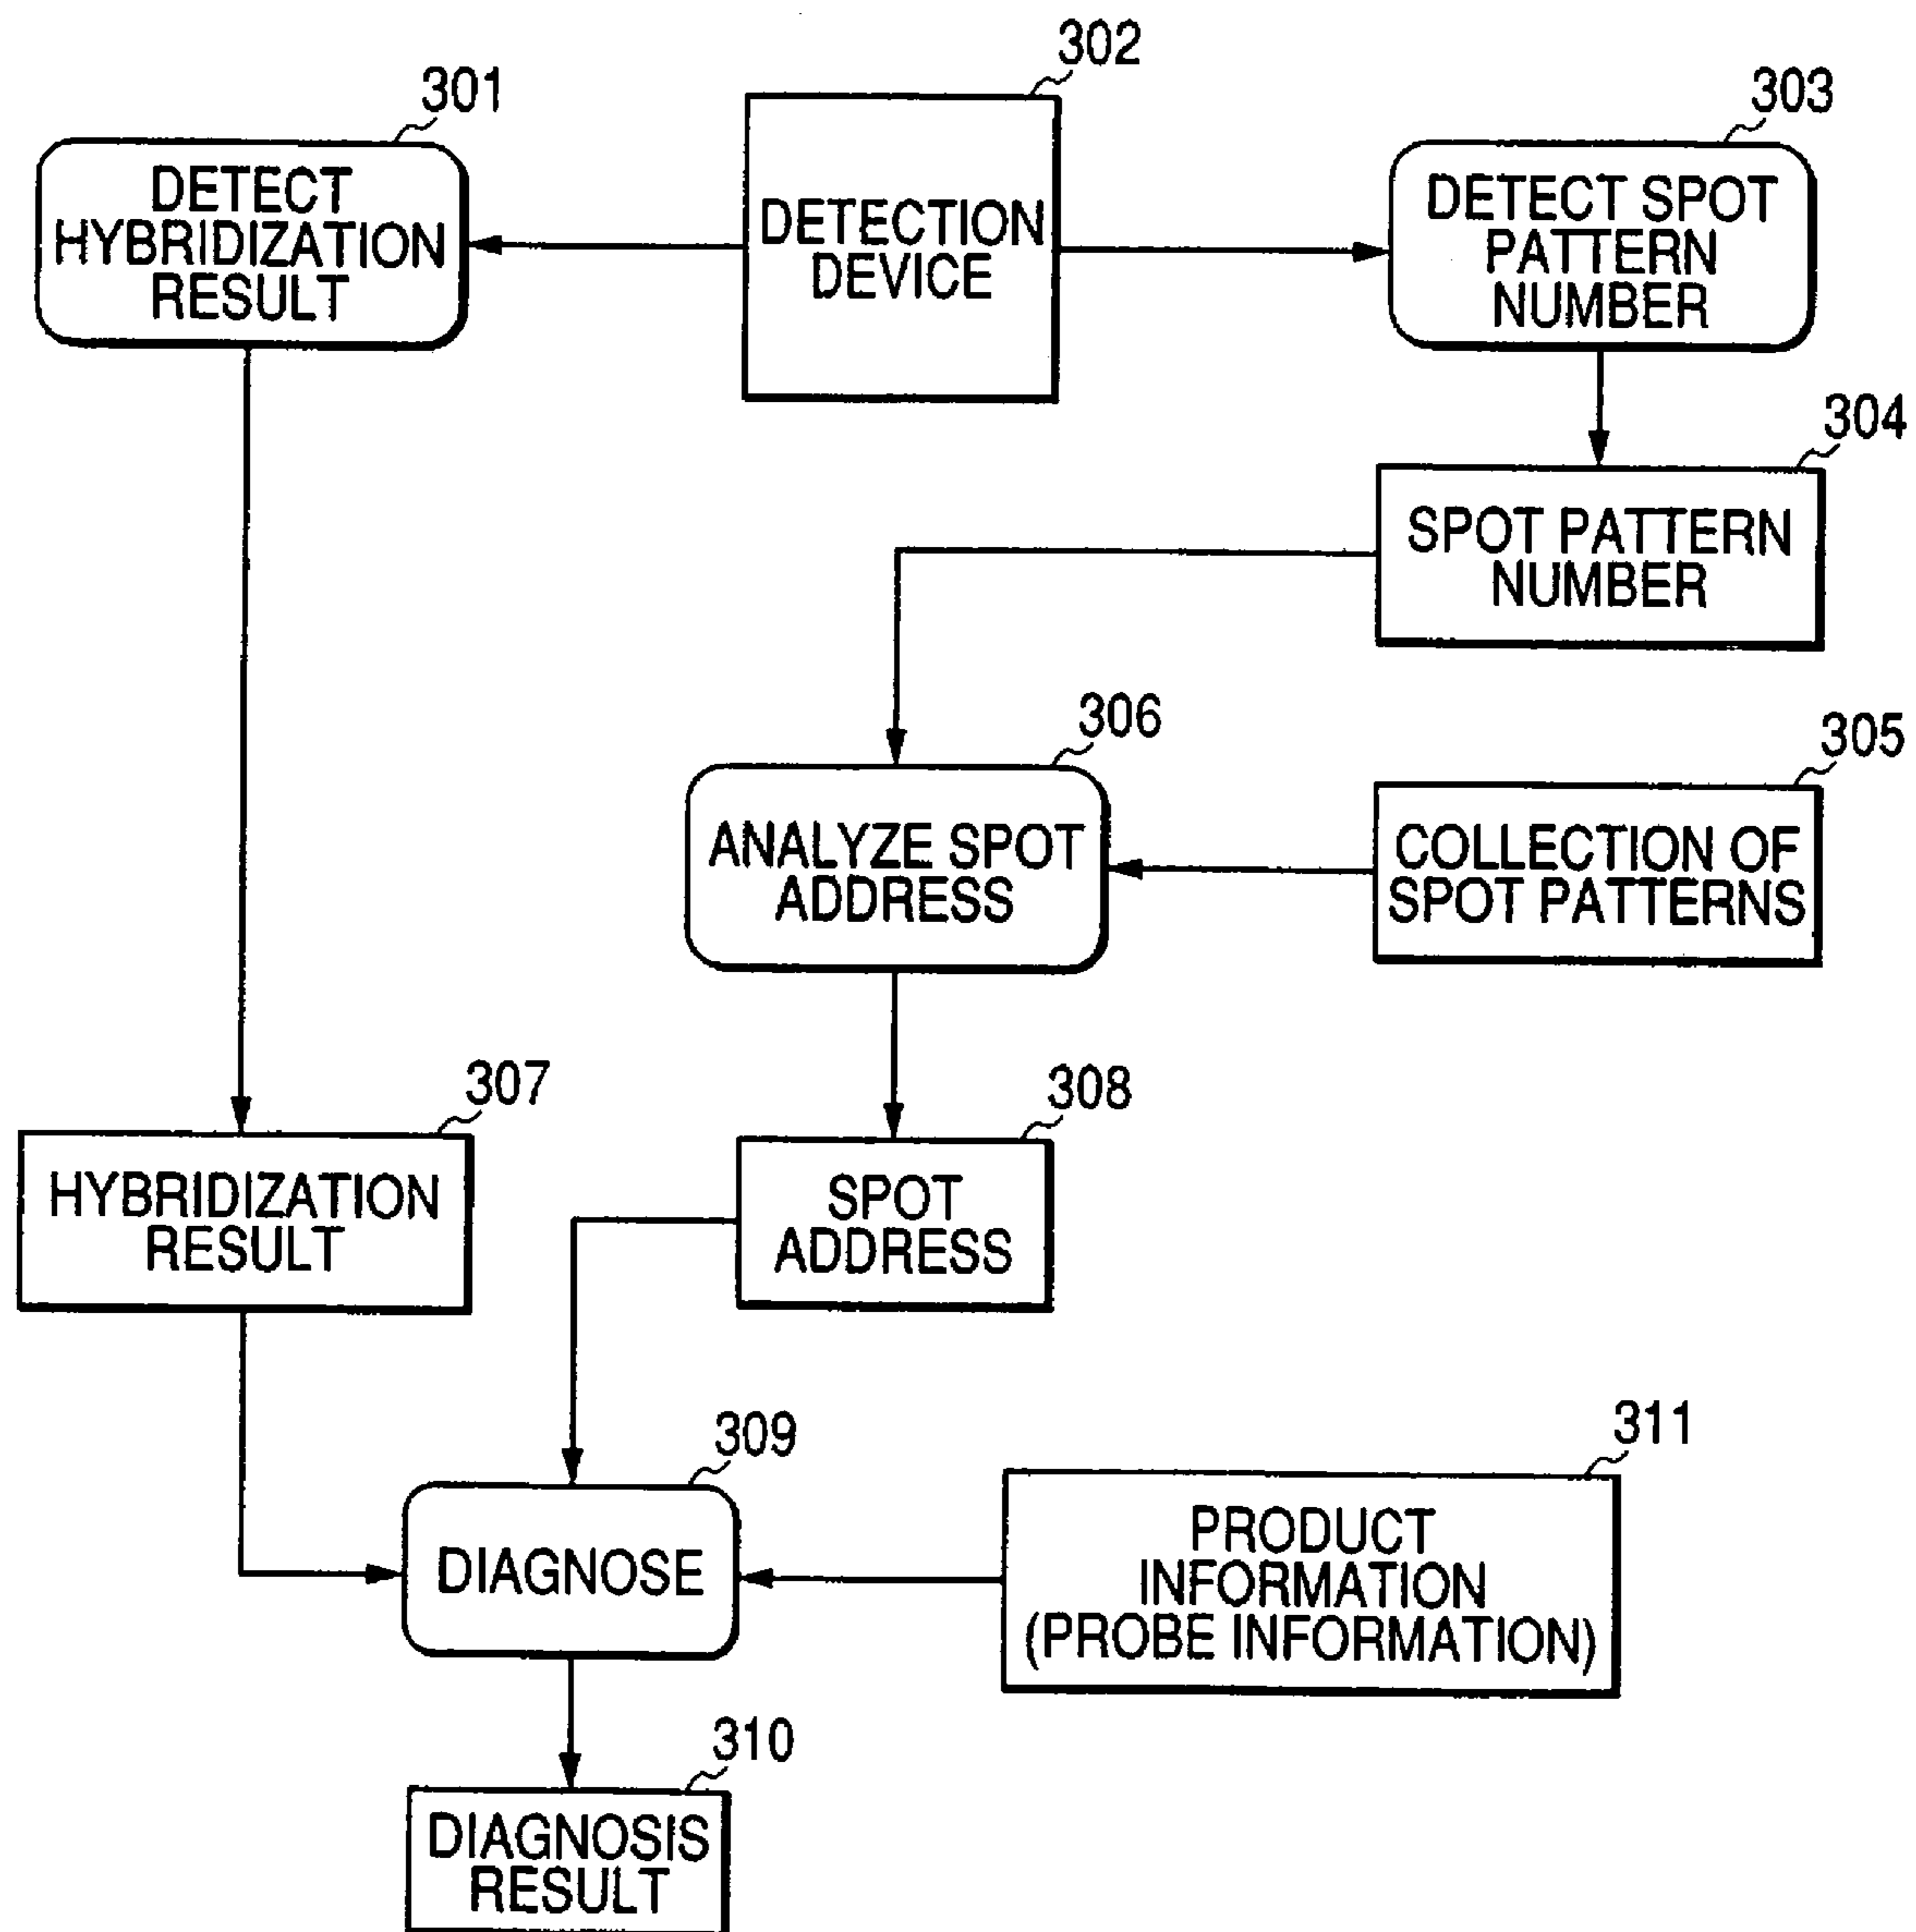 302
301
303
DETECT
HYBRIDIZATION
RESULT
DETECTION
DEVICE
DETECT SPOT
PATTERN
NUMBER
304
SPOT PATTERN
NUMBER
306
305
ANALYZE SPOT
ADDRESS
COLLECTION OF
SPOT PATTERNS
307
308
HYBRIDIZATION
RESULT
SPOT
ADDRESS
309
311
DIAGNOSE
PRODUCT
INFORMATION
(PROBE INFORMATION)
310
DIAGNOSIS
RESULT